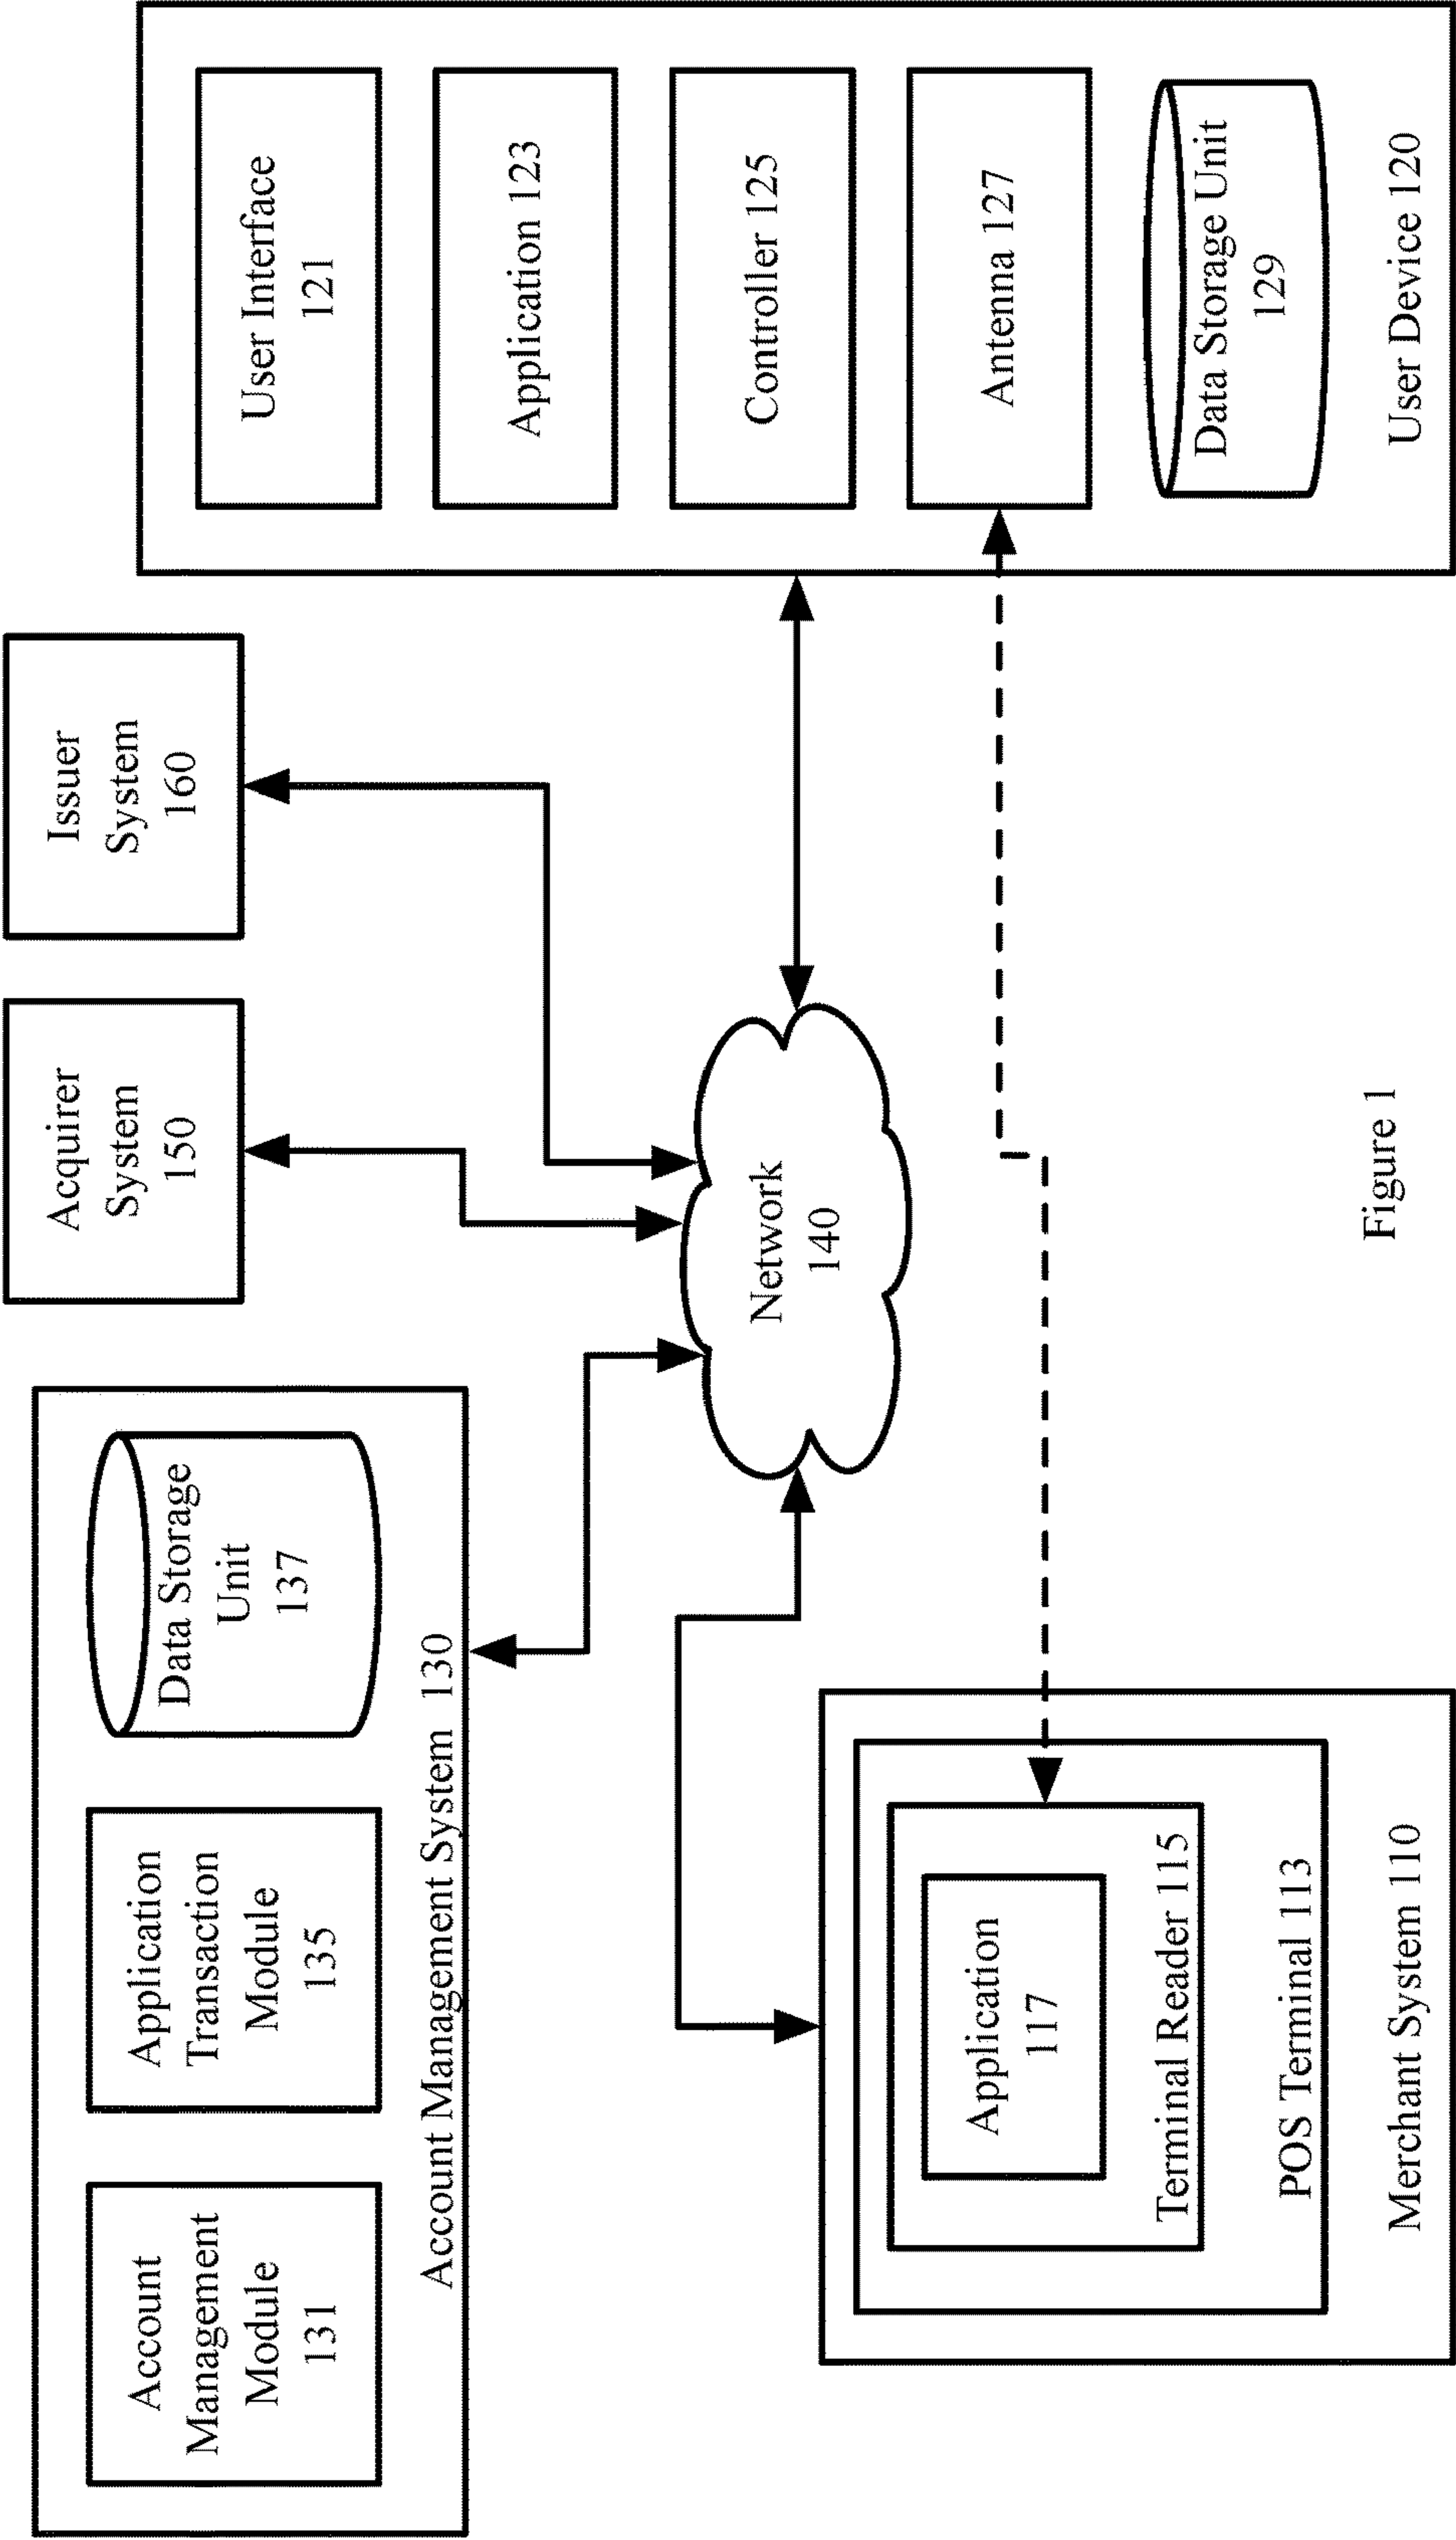 Account
Management
Module
131
Application
Transaction
Module
135
Data Storage
Unit
137
Account Management System 130
Acquirer
System
150
Issuer
System
160
Network
140
Application
117
Terminal Reader 115
POS Terminal 113
Merchant System 110
User Interface
121
Application 123
Controller 125
Antenna 127
Data Storage Unit
129
User Device 120
Figure 1